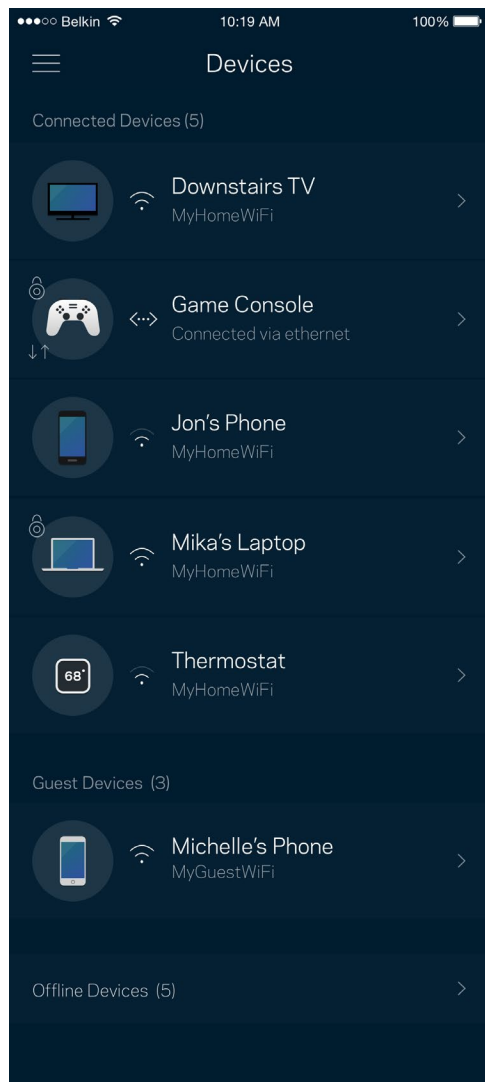 Belkin 10:19 AM 100%
Devices
Connected Devices (5)
Downstairs TV
MyHomeWiFi
Game Console
Connected via ethernet
Jon's Phone
MyHomeWiFi
Mika's Laptop
MyHomeWiFi
68°
Thermostat
MyHomeWiFi
Guest Devices (3)
Michelle's Phone
MyGuestWiFi
Offline Devices (5)